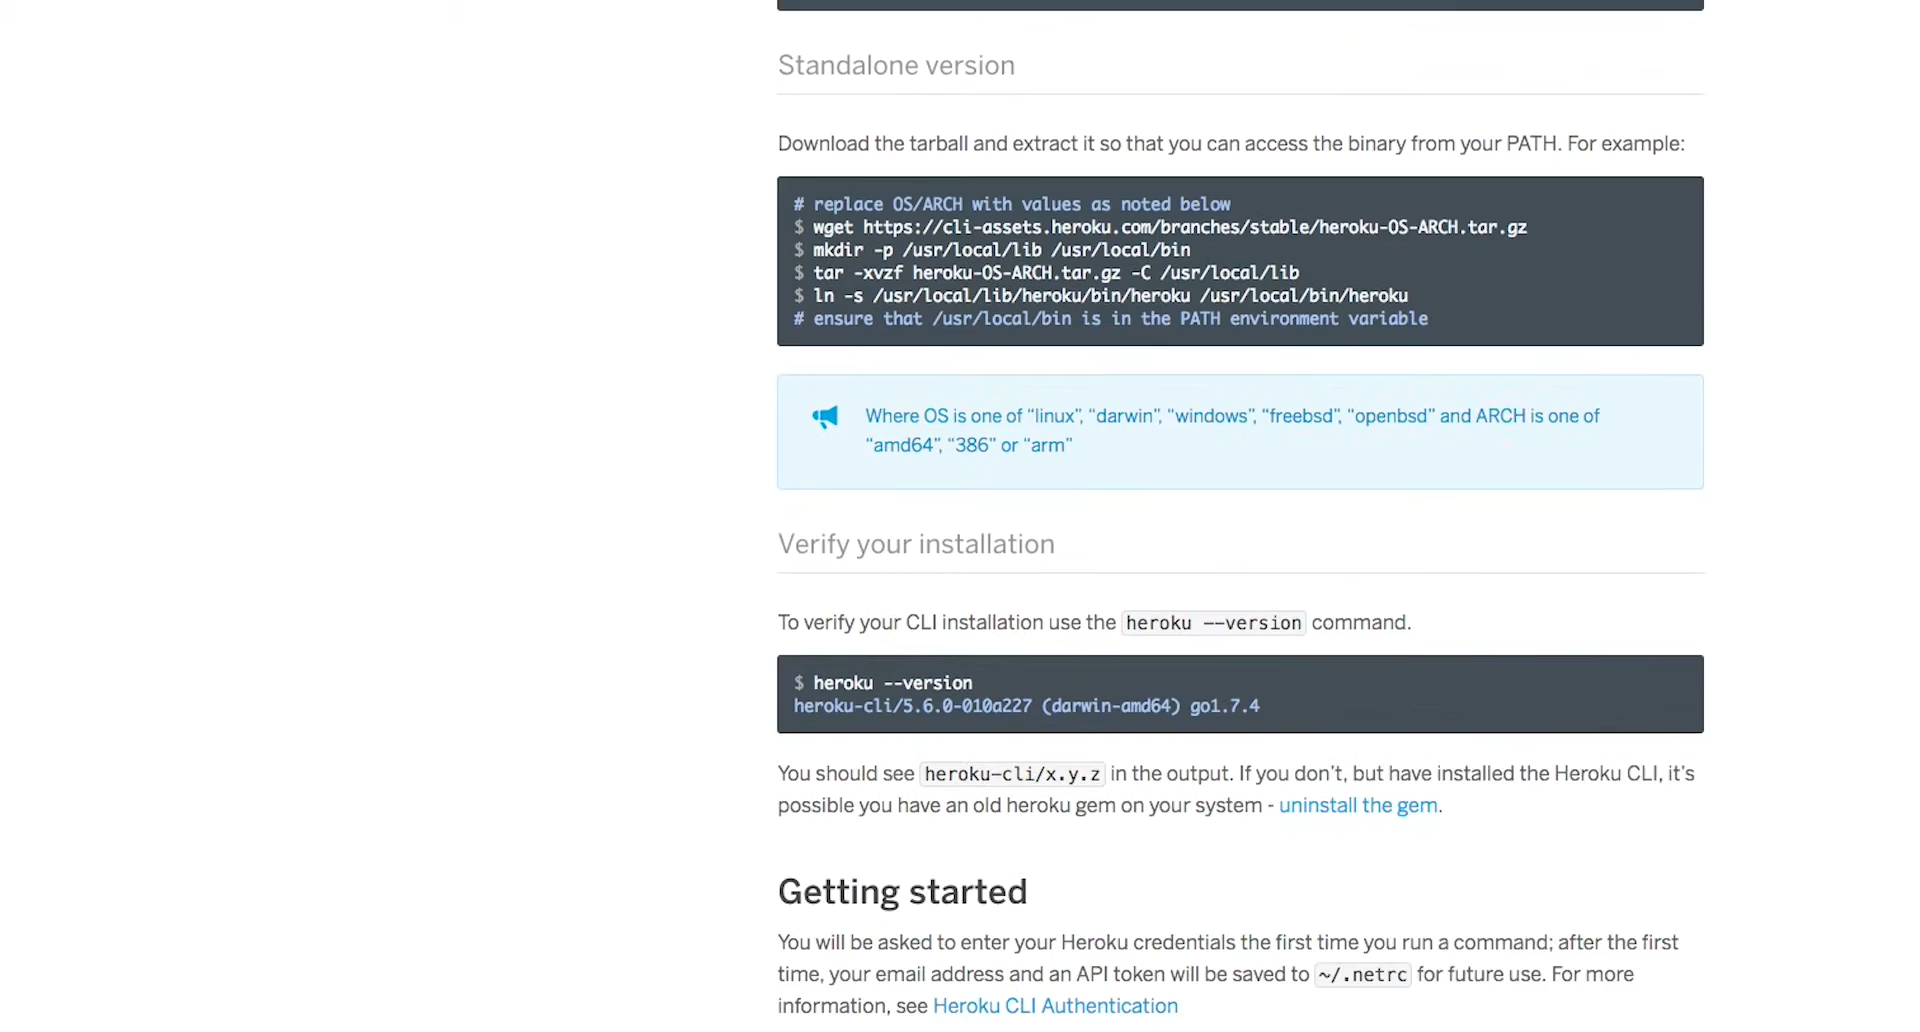 Standalone version
Download the tarball and extract it so that you can access the binary from your PATH. For example:
# replace OS/ARCH with values as noted below
$ wget https://cli-assets.heroku.com/branches/stable/heroku-OS-ARCH.tar.gz
$ mkdir -p /usr/local/lib /usr/local/bin
$ tar -xvzf heroku-OS-ARCH.tar.gz -C /usr/local/lib
$ ln -s /usr/local/lib/heroku/bin/heroku /usr/local/bin/heroku
# ensure that /usr/local/bin is in the PATH environment variable
Where OS is one of “linux”, “darwin”, “windows”, “freebsd”, “openbsd” and ARCH is one of
“amd64”, “386” or “arm”
Verify your installation
To verify your CLI installation use the heroku --version command.
$ heroku --version
heroku-cli/5.6.0-010a227 (darwin-amd64) go1.7.4
You should see heroku-cli/x.y.z in the output. If you don’t, but have installed the Heroku CLI, it’s
possible you have an old heroku gem on your system - uninstall the gem.
Getting started
You will be asked to enter your Heroku credentials the first time you run a command; after the first
time, your email address and an API token will be saved to ~/.netrc for future use. For more
information, see Heroku CLI Authentication